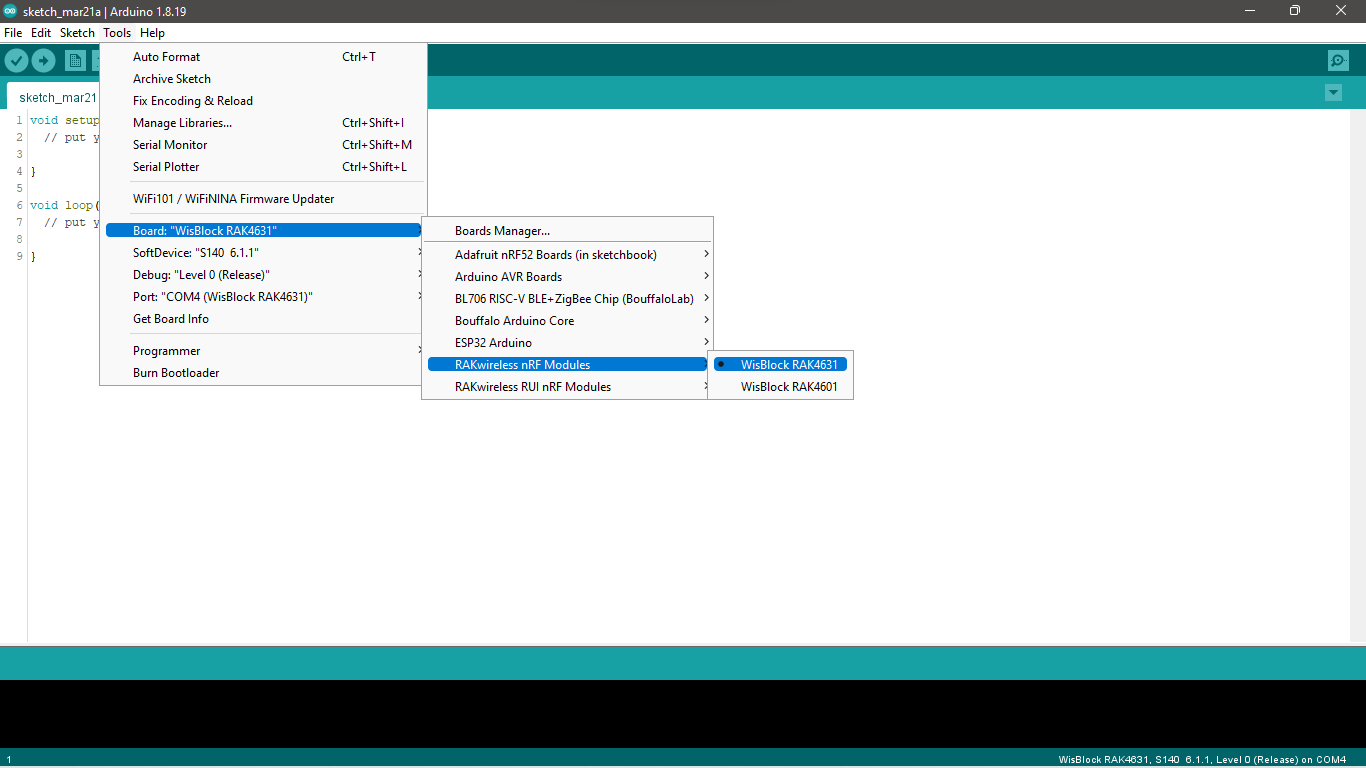 sketch_mar21a | Arduino 1.8.19
File Edit Sketch Tools Help
sketch_mar21
1 void setup
2 // put y
3
4 }
5
6 void loop(
7 // put y
8
9 }
Auto Format Ctrl+T
Archive Sketch
Fix Encoding & Reload
Manage Libraries... Ctrl+Shift+I
Serial Monitor Ctrl+Shift+M
Serial Plotter Ctrl+Shift+L
WiFi101 / WiFiNINA Firmware Updater
Board: "WisBlock RAK4631"
SoftDevice: "S140 6.1.1"
Debug: "Level 0 (Release)"
Port: "COM4 (WisBlock RAK4631)"
Get Board Info
Programmer
Burn Bootloader
Boards Manager...
Adafruit nRF52 Boards (in sketchbook)
Arduino AVR Boards
BL706 RISC-V BLE+ZigBee Chip (BouffaloLab)
Bouffalo Arduino Core
ESP32 Arduino
RAKwireless nRF Modules
RAKwireless RUI nRF Modules
WisBlock RAK4631
WisBlock RAK4601
1
WisBlock RAK4631, S140 6.1.1, Level 0 (Release) on COM4